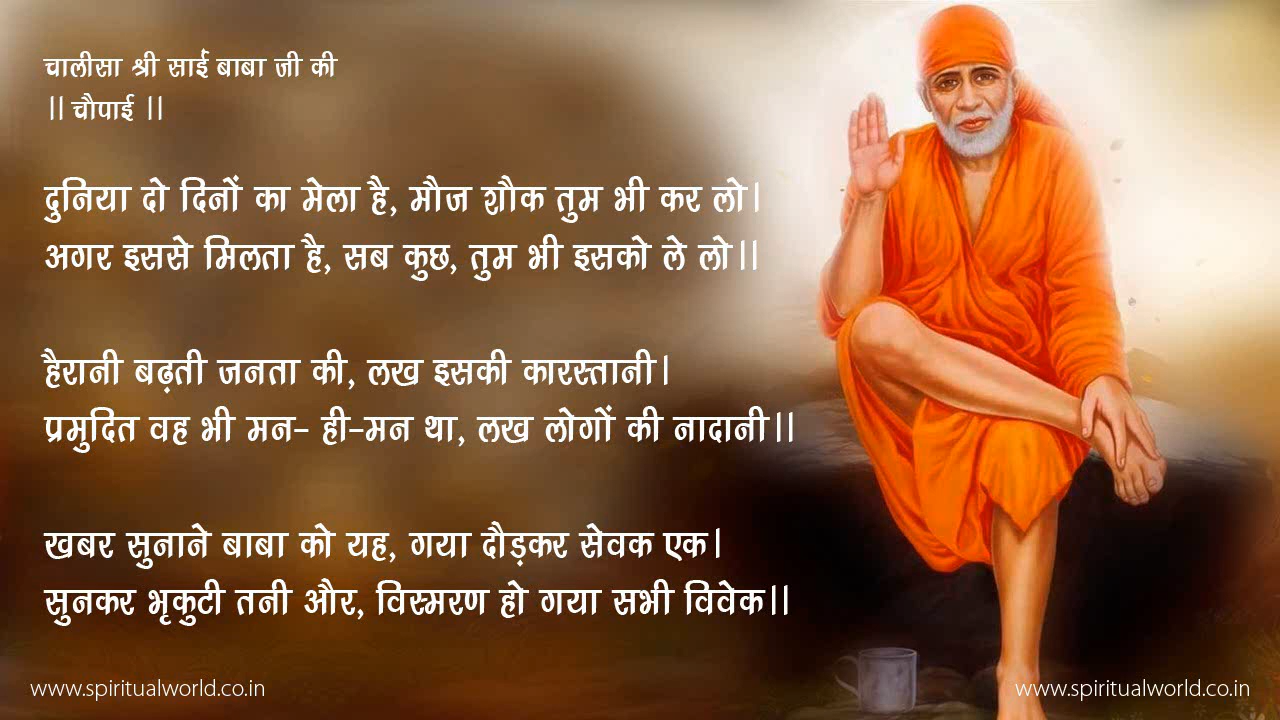 चालीसा श्री साईं बाबा जी की
|| चौपाई ||
दुनिया दो दिनों का मेला है, मौज शौक तुम भी कर लो।
अगर इससे मिलता है, सब कुछ, तुम भी इसको ले लो।।
हैरानी बढ़ती जनता की, लख इसकी कारस्तानी।
प्रमुदित वह भी मन- ही-मन था, लख लोगों की नादानी।।
खबर सुनाने बाबा को यह, गया दौड़कर सेवक एक।
सुनकर भृकुटी तनी और, विस्मरण हो गया सभी विवेक।।
www.spiritualworld.co.in
www.spiritualworld.co.in